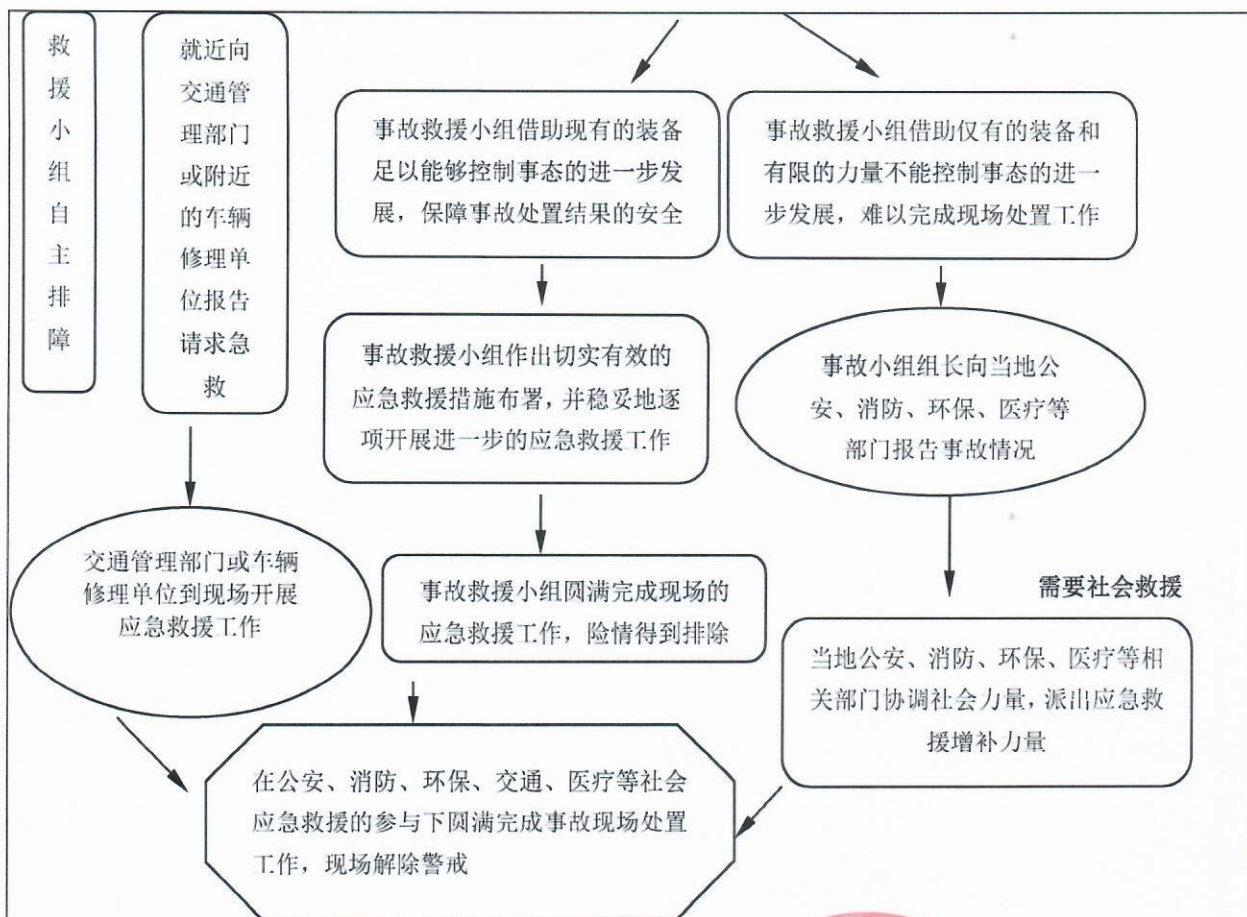 救
援
小
组
自
主
排
障
就近向
交通管
理部门
或附近
的车辆
修理单
位报告
请求急
救
事故救援小组借助现有的装备
足以能够控制事态的进一步发
展，保障事故处置结果的安全
事故救援小组借助仅有的装备和
有限的力量不能控制事态的进一
步发展，难以完成现场处置工作
事故救援小组作出切实有效的
应急救援措施布署，并稳妥地逐
项开展进一步的应急救援工作
事故小组组长向当地公
安、消防、环保、医疗等
部门报告事故情况
交通管理部门或车辆
修理单位到现场开展
应急救援工作
事故救援小组圆满完成现场的
应急救援工作，险情得到排除
需要社会救援
当地公安、消防、环保、医疗等相
关部门协调社会力量，派出应急救
援增补力量
在公安、消防、环保、交通、医疗等社会
应急救援的参与下圆满完成事故现场处置
工作，现场解除警戒